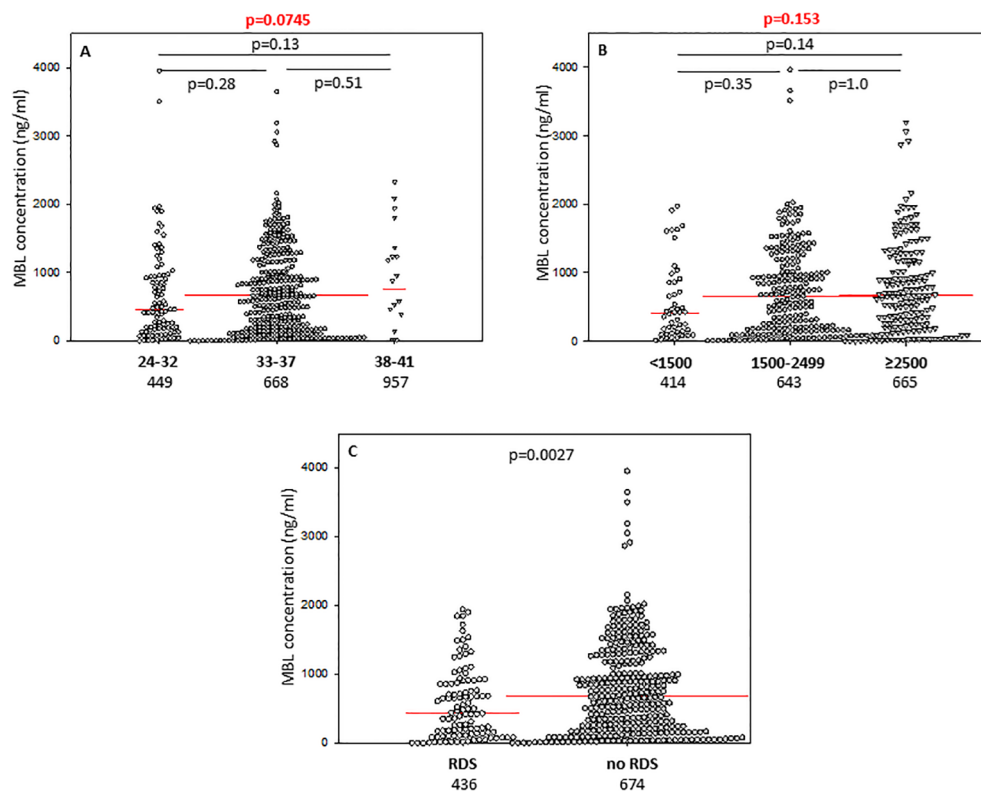 p=0.0745
A
p=0.13
p=0.28
p=0.51
MBL concentration (ng/ml)
4000
3000
2000
1000
0
24-32
33-37
38-41
449
668
957
p=0.153
B
p=0.14
p=0.35
p=1.0
MBL concentration (ng/ml)
4000
3000
2000
1000
0
<1500
1500-2499
≥2500
414
643
665
C
p=0.0027
MBL concentration (ng/ml)
4000
3000
2000
1000
0
RDS
no RDS
436
674